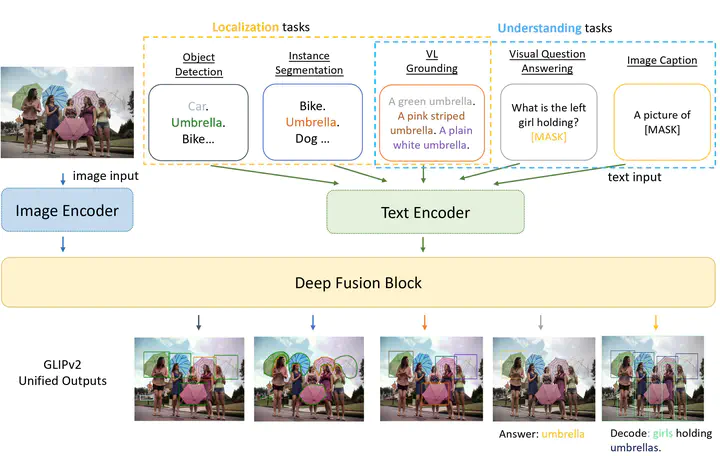 Localization tasks
Understanding tasks
Object
Detection
Instance
Segmentation
VL
Grounding
Visual Question
Answering
Image Caption
Car.
Umbrella.
Bike...
Bike.
Umbrella.
Dog ...
A green umbrella.
A pink striped
umbrella. A plain
white umbrella.
What is the left
girl holding?
[MASK]
A picture of
[MASK]
image input
text input
Image Encoder
Text Encoder
Deep Fusion Block
GLIPv2
Unified Outputs
Answer: umbrella
Decode: girls holding
umbrellas.